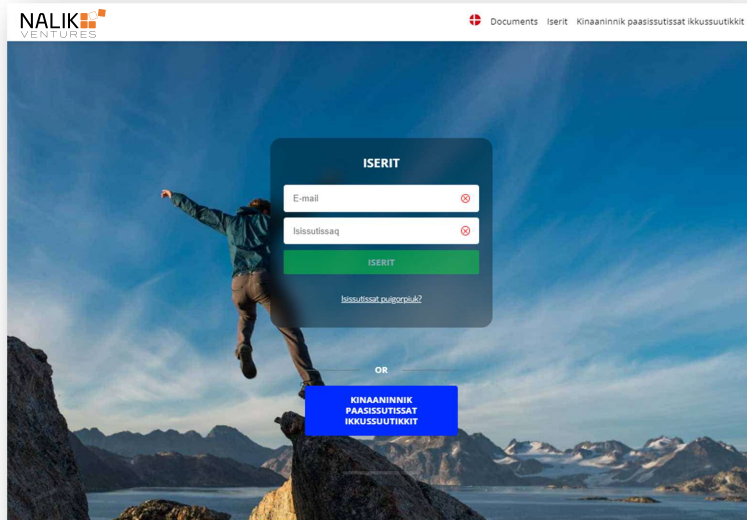 NALIK
VENTURES
Documents Iserit Kinaaninnik paasissutissat ikkussuutikkit
ISERIT
E-mail
Isissutissaq
ISERIT
Isissutissat puigorpiuk?
OR
KINAANINNIK
PAASISSUTISSAT
IKKUSSUUTIKKIT